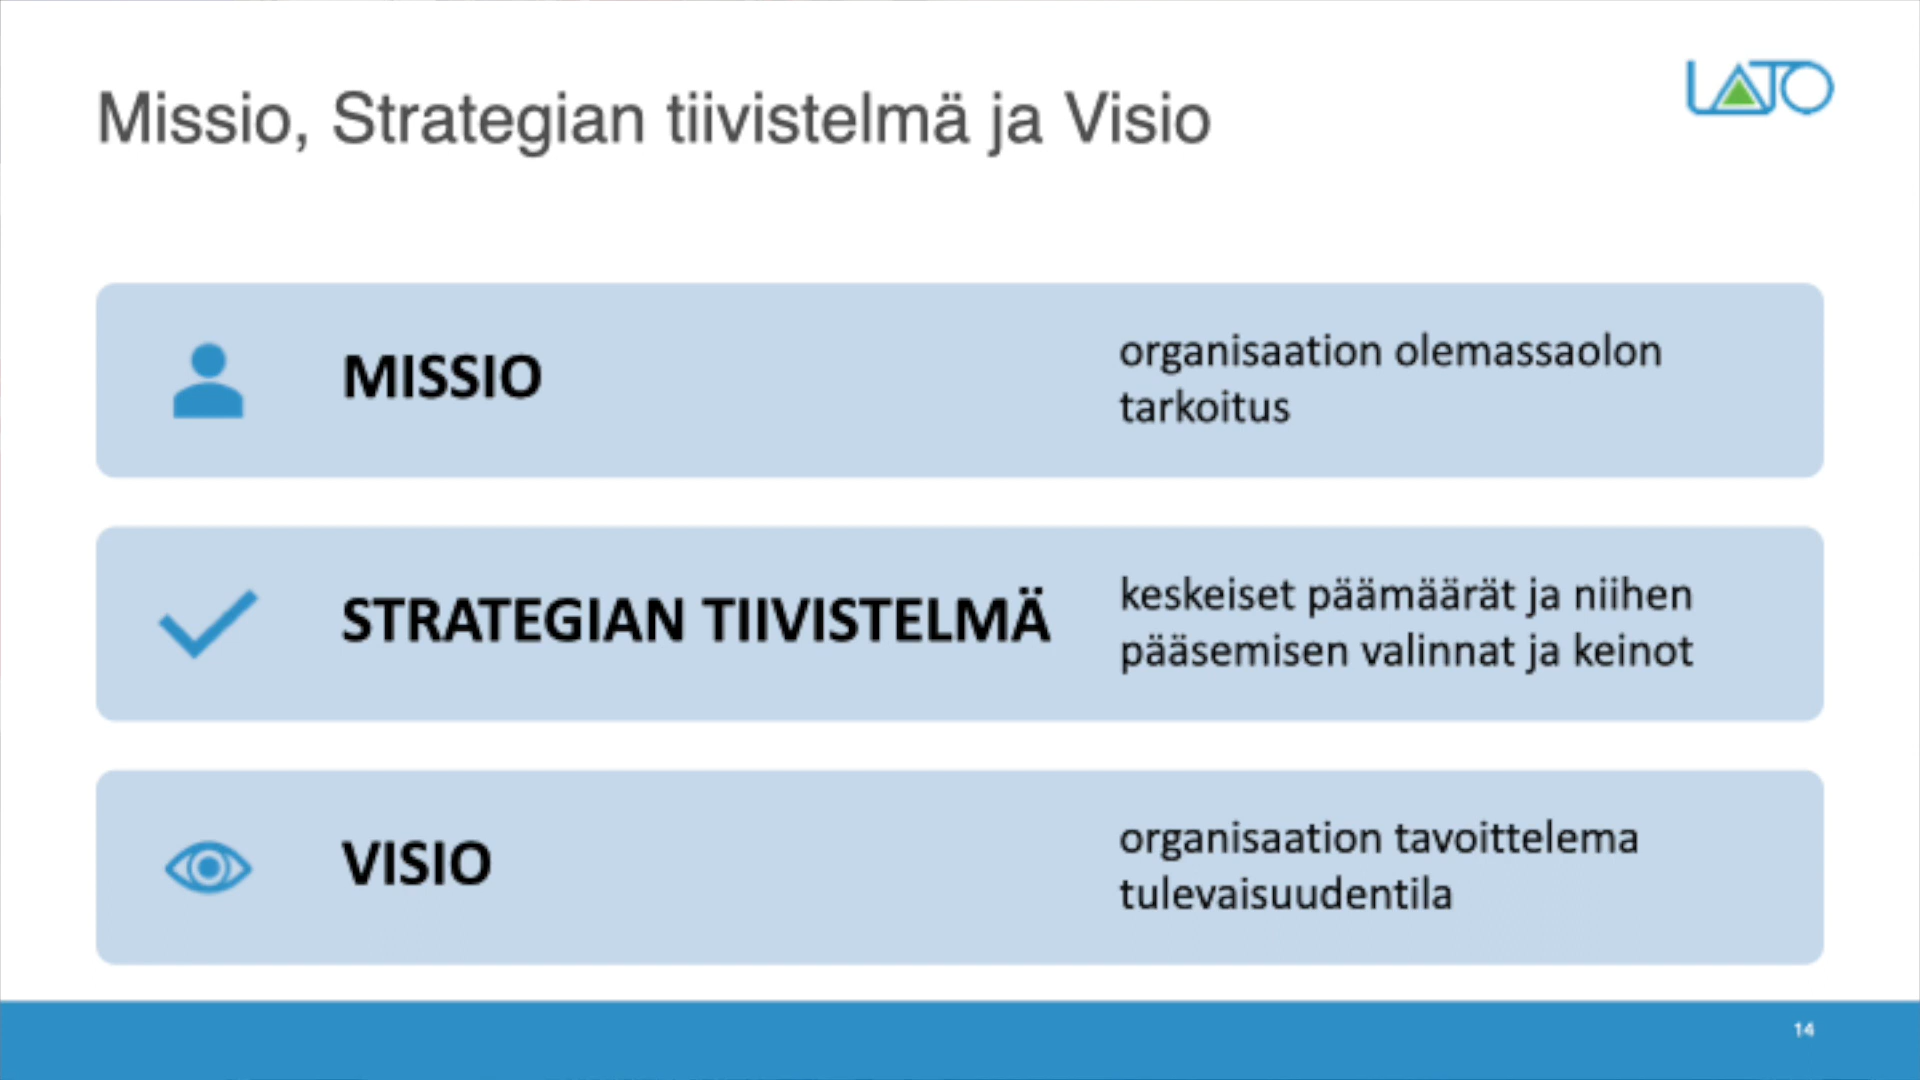 LATO
Missio, Strategian tiivistelmä ja Visio
MISSIO
organisaation olemassaolon
tarkoitus
STRATEGIAN TIIVISTELMÄ
keskeiset päämäärät ja niihen
pääsemisen valinnat ja keinot
VISIO
organisaation tavoittelema
tulevaisuudentila
14